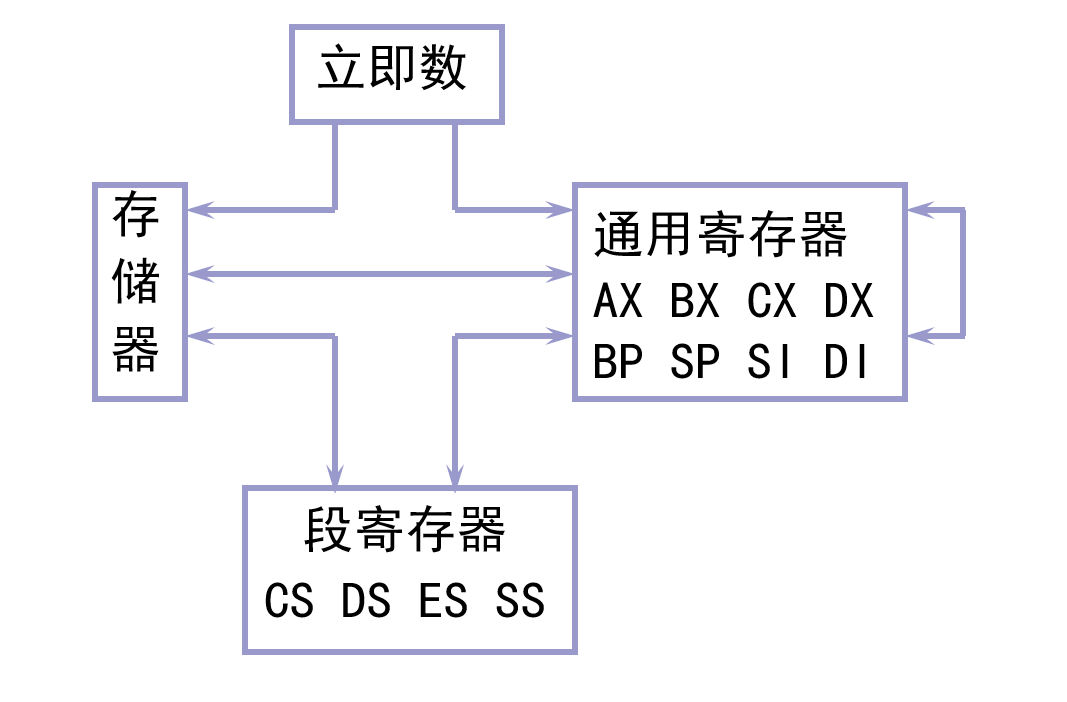 立即数
存
储
器
通用寄存器
AX BX CX DX
BP SP SI DI
段寄存器
CS DS ES SS